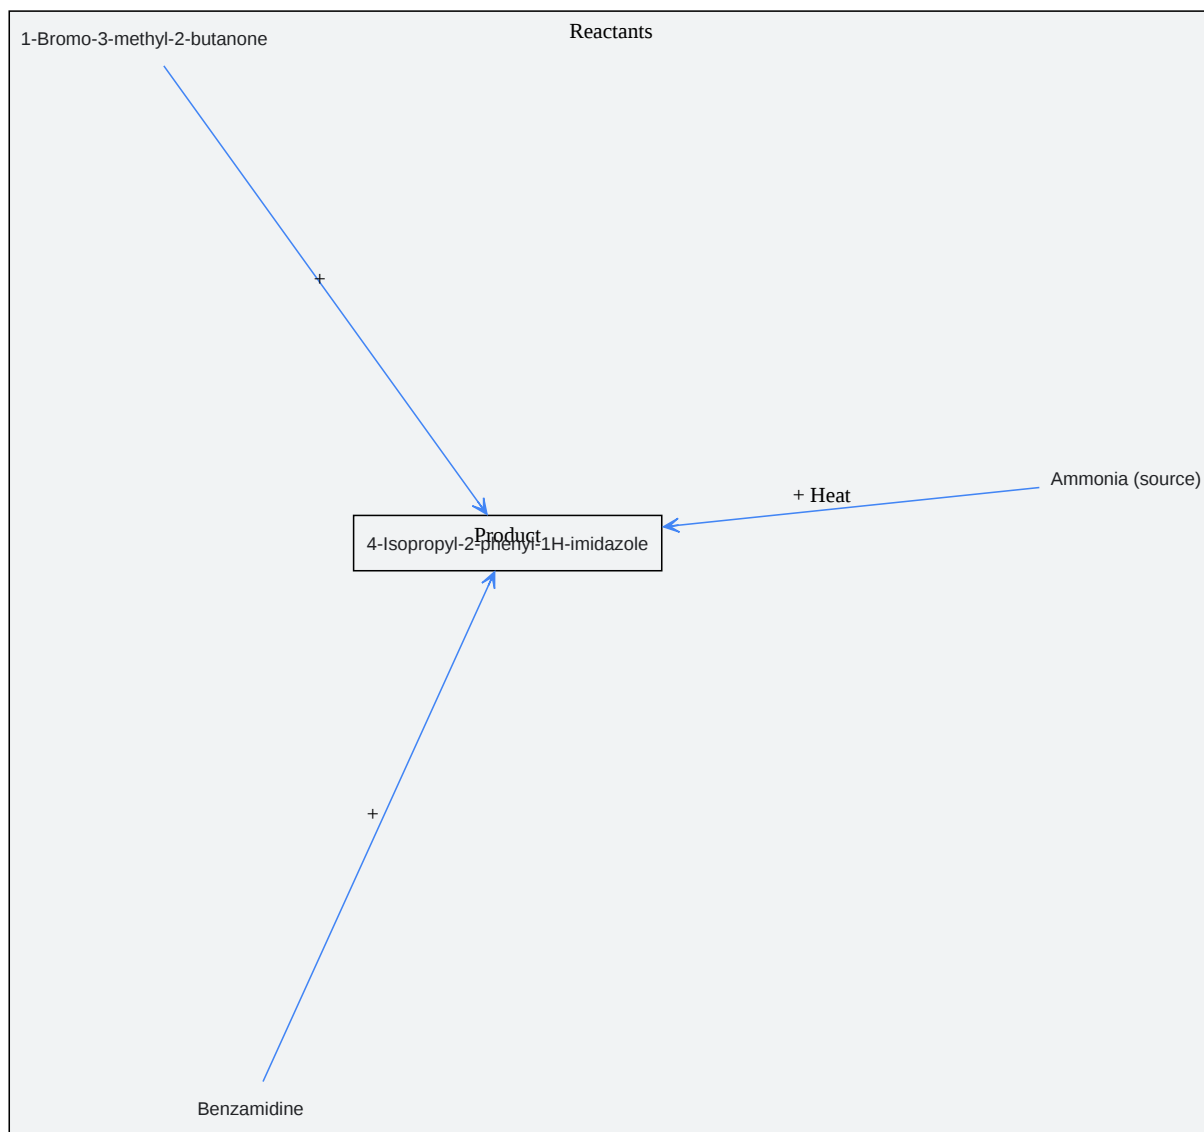 Reactants
1-Bromo-3-methyl-2-butanone
+
Ammonia (source)
+ Heat
Product
4-Isopropyl-2-phenyl-1H-imidazole
+
Benzamidine